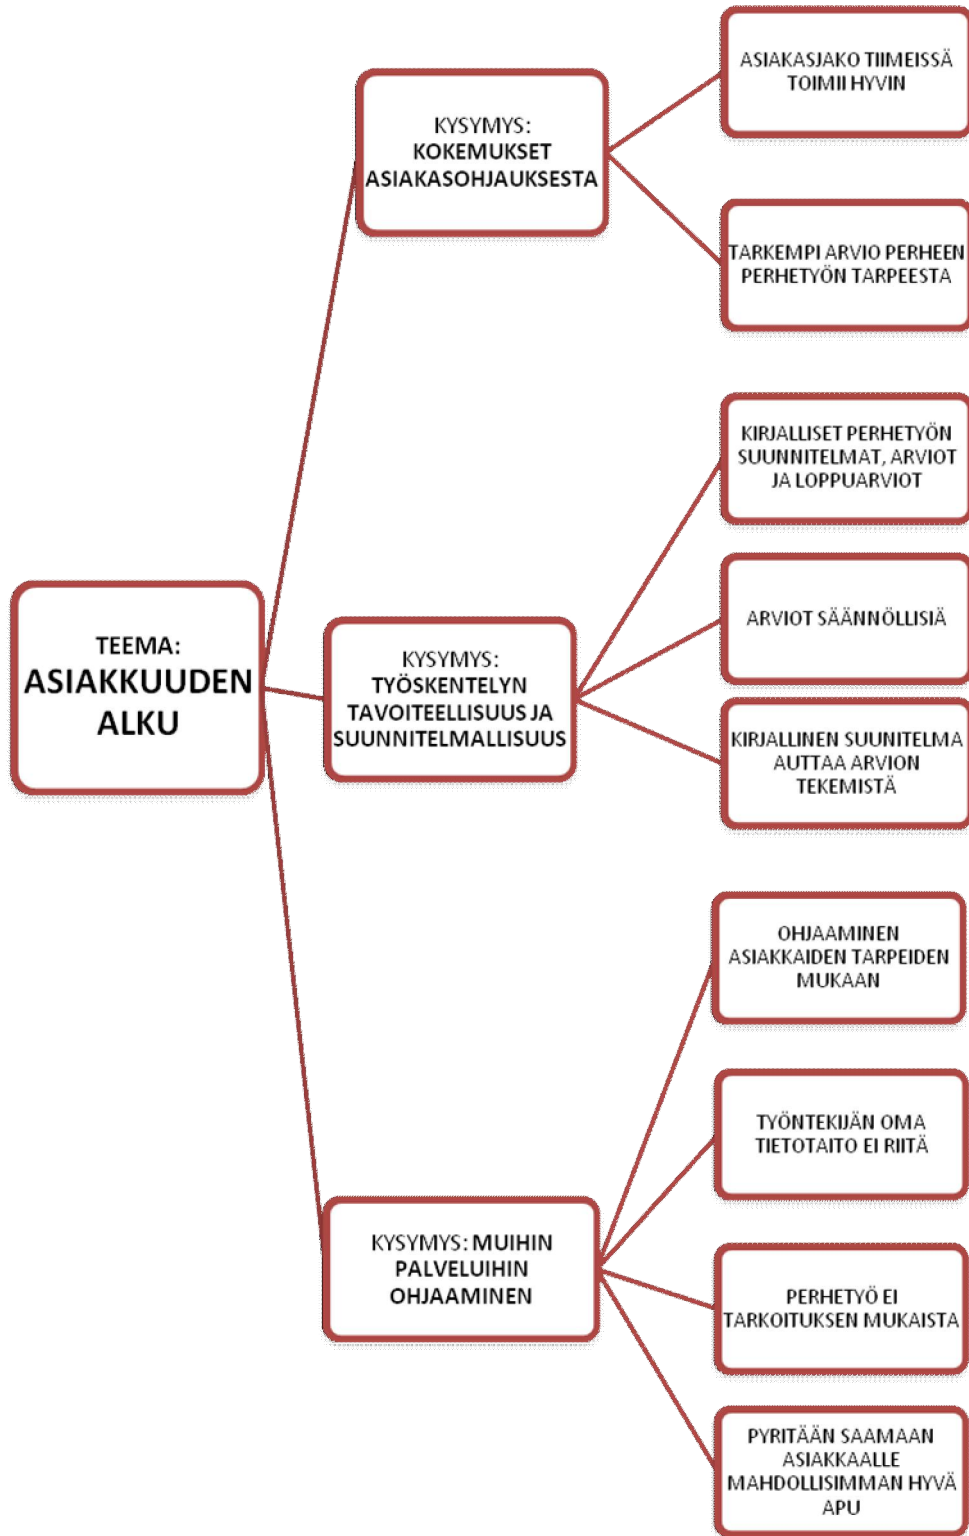 TEEMA:
ASIAKKUUDEN
ALKU
KYSYMYS:
KOKEMUKSET
ASIAKASOHJAUKSESTA
ASIAKASJAKO TIIMEISSÄ
TOIMII HYVIN
TARKEMPI ARVIO PERHEEN
PERHETYÖN TARPEESTA
KYSYMYS:
TYÖSKENTELYN
TAVOITEELLISUUS JA
SUUNNITELMALLISUUS
KIRJALLISET PERHETYÖN
SUUNNITELMAT, ARVIOT
JA LOPPUARVIOT
ARVIOT SÄÄNNÖLLISIÄ
KIRJALLINEN SUUNITELMA
AUTTAA ARVION
TEKEMISTÄ
KYSYMYS: MUIHIN
PALVELUIHIN
OHJAAMINEN
OHJAAMINEN
ASIAKKAIDEN TARPEIDEN
MUKAAN
TYÖNTEKIJÄN OMA
TIETOTAITO EI RIITÄ
PERHETYÖ EI
TARKOITUKSEN MUKAISTA
PYRITÄÄN SAAMAAN
ASIAKKAALLE
MAHDOLLISIMMAN HYVÄ
APU